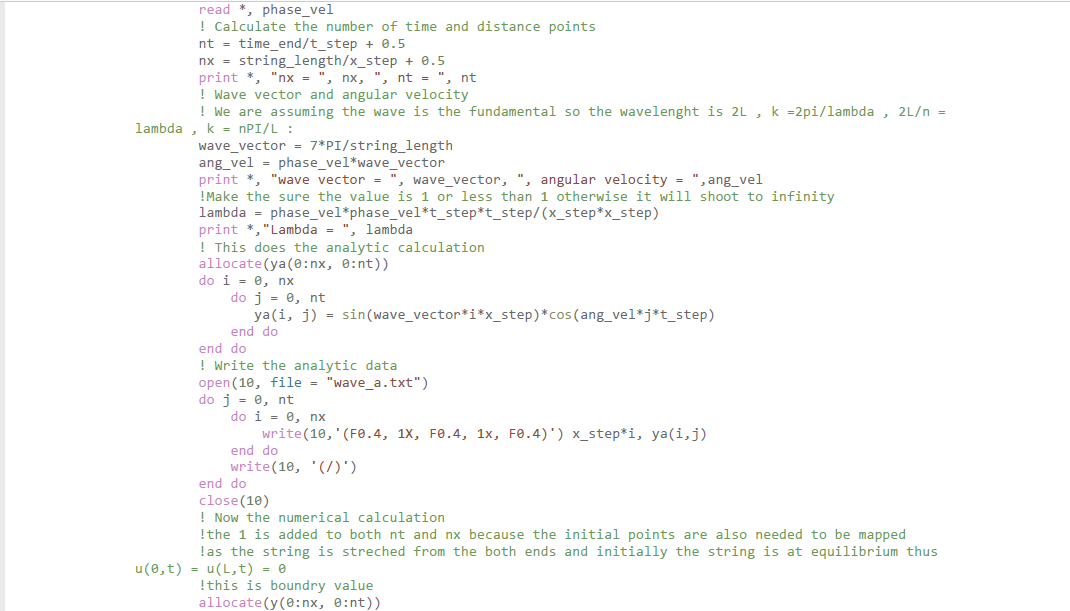 read *, phase_vel
! Calculate the number of time and distance points
nt = time_end/t_step + 0.5
nx = string_length/x_step + 0.5
print *, "nx = ", nx, ", nt = ", nt
! Wave vector and angular velocity
! We are assuming the wave is the fundamental so the wavelenght is 2L , k =2pi/lambda , 2L/n =
lambda , k = nPI/L :
wave_vector = 7*PI/string_length
ang_vel = phase_vel*wave_vector
print *, "wave vector = ", wave_vector, ", angular velocity = ",ang_vel
!Make the sure the value is 1 or less than 1 otherwise it will shoot to infinity
lambda = phase_vel*phase_vel*t_step*t_step/(x_step*x_step)
print *,"Lambda = ", lambda
! This does the analytic calculation
allocate(ya(0:nx, 0:nt))
do i = 0, nx
do j = 0, nt
ya(i, j) = sin(wave_vector*i*x_step)*cos(ang_vel*j*t_step)
end do
end do
! Write the analytic data
open(10, file = "wave_a.txt")
do j = 0, nt
do i = 0, nx
write(10,'(F0.4, 1X, F0.4, 1x, F0.4)') x_step*i, ya(i,j)
end do
write(10, '(/)')
end do
close(10)
! Now the numerical calculation
!the 1 is added to both nt and nx because the initial points are also needed to be mapped
!as the string is streched from the both ends and initially the string is at equilibrium thus
u(0,t) = u(L,t) = 0
!this is boundry value
allocate(y(0:nx, 0:nt))